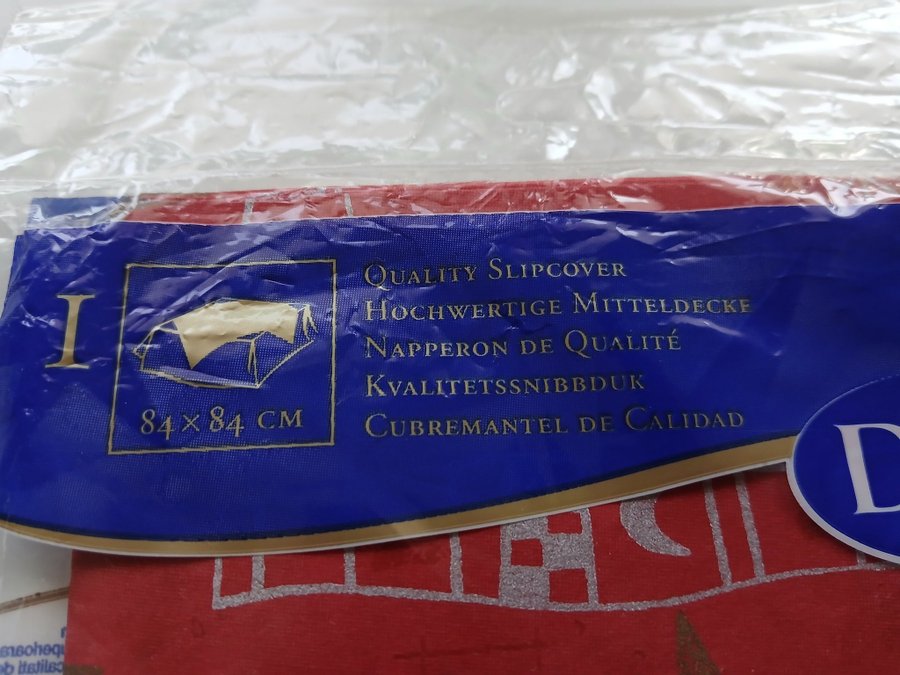 I
84×84 CM
QUALITY SLIPCOVER
HOCHWERTIGE MITTELDECKE
NAPPERON DE QUALITÉ
KVALITETSSNIBBDUK
CUBREMANTEL DE CALIDAD
D